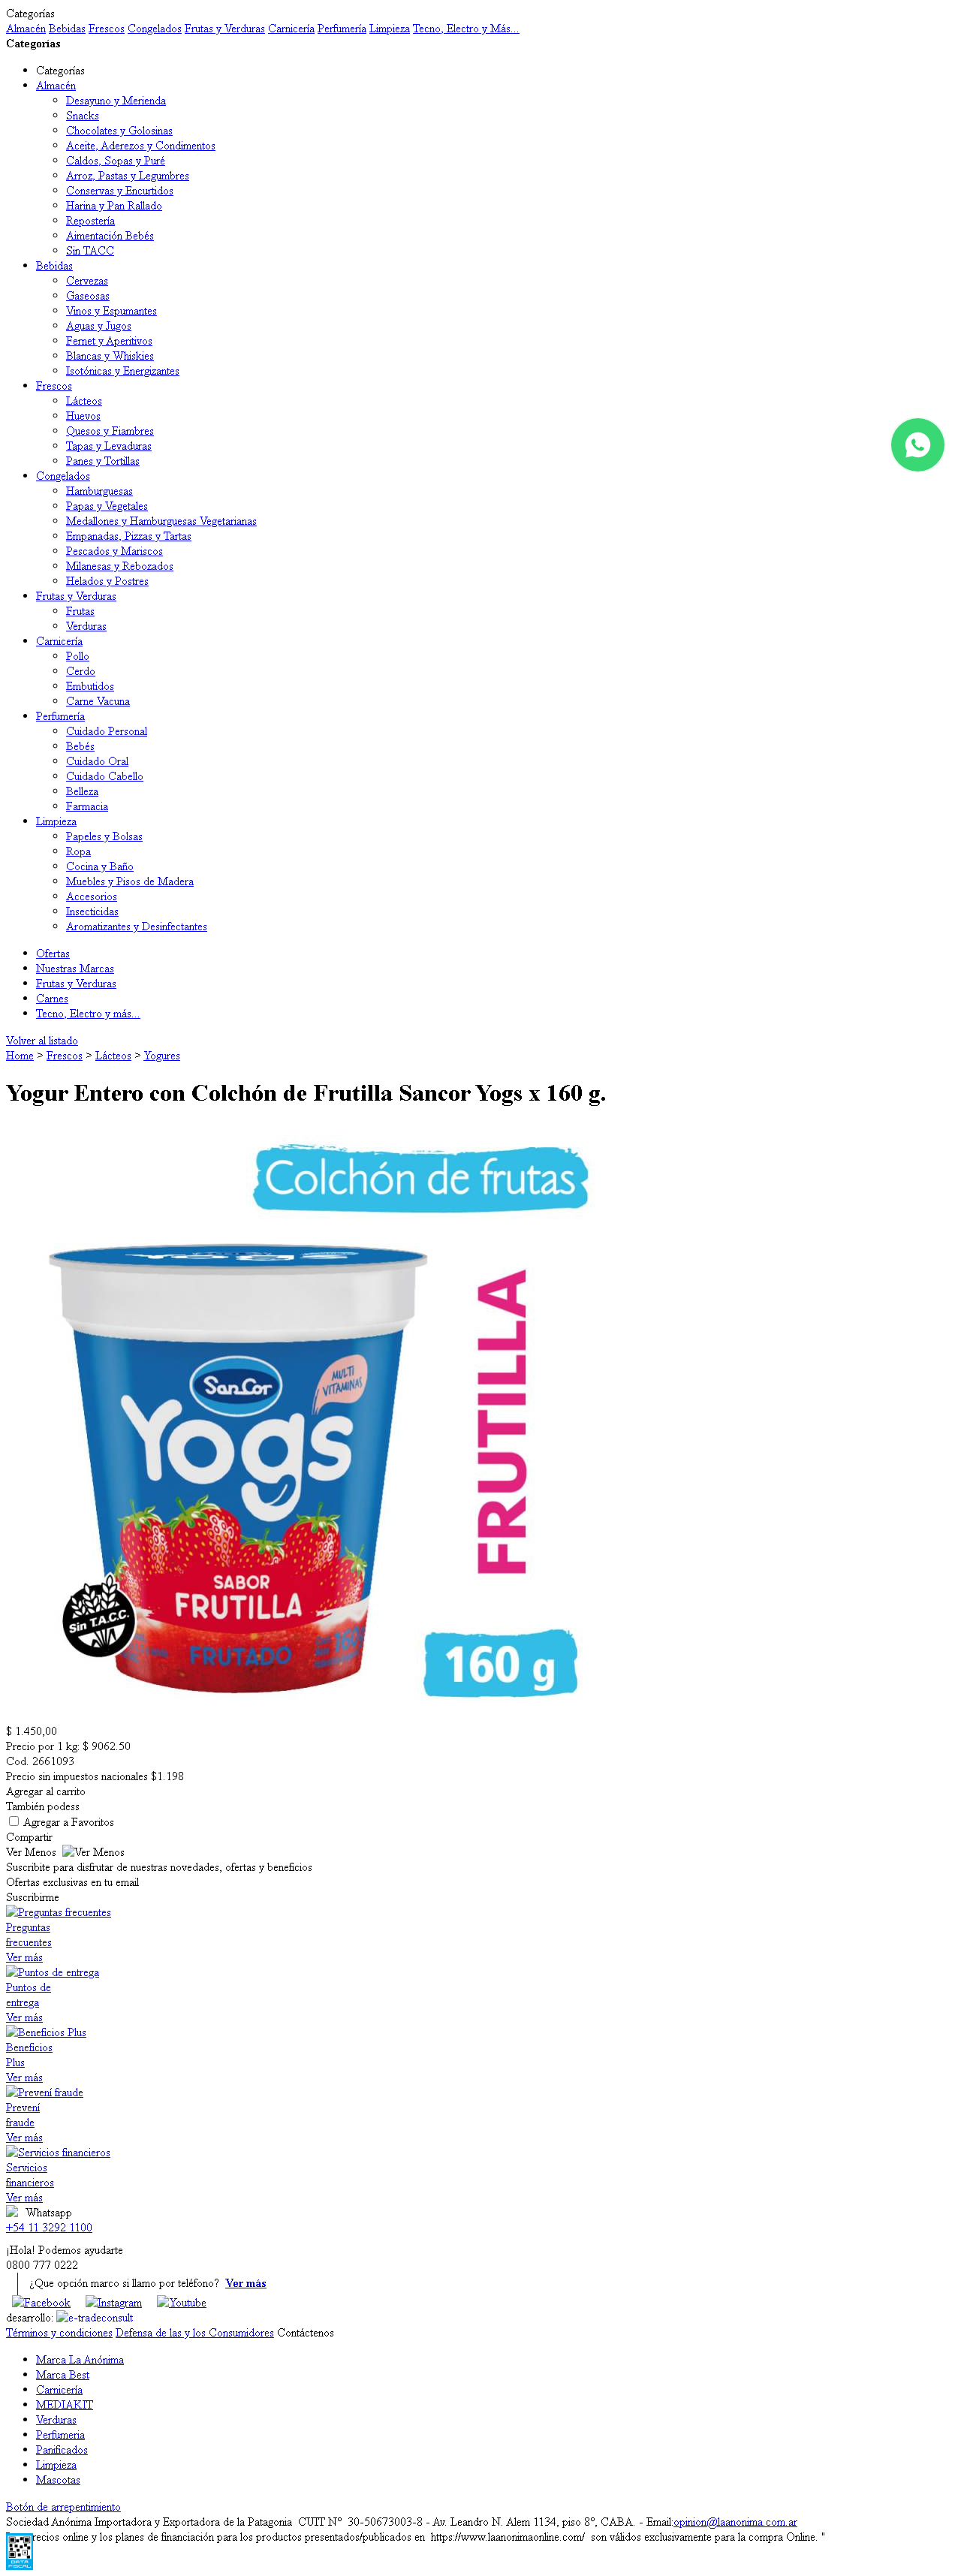 Categorías
Almacén Bebidas Frescos Congelados Frutas y Verduras Carnicería Perfumería Limpieza Tecno, Electro y Más...
Categorías
Categorías
Almacén
Desayuno y Merienda
Snacks
Chocolates y Golosinas
Aceite, Aderezos y Condimentos
Caldos, Sopas y Puré
Arroz, Pastas y Legumbres
Conservas y Encurtidos
Harina y Pan Rallado
Repostería
Aimentación Bebés
Sin TACC
Bebidas
Cervezas
Gaseosas
Vinos y Espumantes
Aguas y Jugos
Fernet y Aperitivos
Blancas y Whiskies
Isotónicas y Energizantes
Frescos
Lácteos
Huevos
Quesos y Fiambres
Tapas y Levaduras
Panes y Tortillas
Congelados
Hamburguesas
Papas y Vegetales
Medallones y Hamburguesas Vegetarianas
Empanadas, Pizzas y Tartas
Pescados y Mariscos
Milanesas y Rebozados
Helados y Postres
Frutas y Verduras
Frutas
Verduras
Carnicería
Pollo
Cerdo
Embutidos
Carne Vacuna
Perfumería
Cuidado Personal
Bebés
Cuidado Oral
Cuidado Cabello
Belleza
Farmacia
Limpieza
Papeles y Bolsas
Ropa
Cocina y Baño
Muebles y Pisos de Madera
Accesorios
Insecticidas
Aromatizantes y Desinfectantes
Ofertas
Nuestras Marcas
Frutas y Verduras
Carnes
Tecno, Electro y más...
Volver al listado
Home > Frescos > Lácteos > Yogures
Yogur Entero con Colchón de Frutilla Sancor Yogs x 160 g.
Colchón de frutas
SanCor
MULTI
VITAMINAS
Yogs
FRUTILLA
SABOR
FRUTILLA
Sin T.A.C.C.
FRUTADO
160 g
$ 1.450,00
Precio por 1 kg: $ 9062.50
Cod. 2661093
Precio sin impuestos nacionales $1.198
Agregar al carrito
También podess
Agregar a Favoritos
Compartir
Ver Menos Ver Menos
Suscribite para disfrutar de nuestras novedades, ofertas y beneficios
Ofertas exclusivas en tu email
Suscribirme
Preguntas frecuentes
Preguntas
frecuentes
Ver más
Puntos de entrega
Puntos de
entrega
Ver más
Beneficios Plus
Beneficios
Plus
Ver más
Prevení fraude
Prevení
fraude
Ver más
Servicios financieros
Servicios
financieros
Ver más
Whatsapp
+54 11 3292 1100
¡Hola! Podemos ayudarte
0800 777 0222
¿Que opción marco si llamo por teléfono? Ver más
Facebook Instagram Youtube
desarrollo: e-tradeconsult
Términos y condiciones Defensa de las y los Consumidores Contáctenos
Marca La Anónima
Marca Best
Carnicería
MEDIAKIT
Verduras
Perfumeria
Panificados
Limpieza
Mascotas
Botón de arrepentimiento
Sociedad Anónima Importadora y Exportadora de la Patagonia CUIT Nº 30-50673003-8 - Av. Leandro N. Alem 1134, piso 8º, CABA. - Email:opinion@laanonima.com.ar
recios online y los planes de financiación para los productos presentados/publicados en https://www.laanonimaonline.com/ son válidos exclusivamente para la compra Online. "
DATA
FISCAL